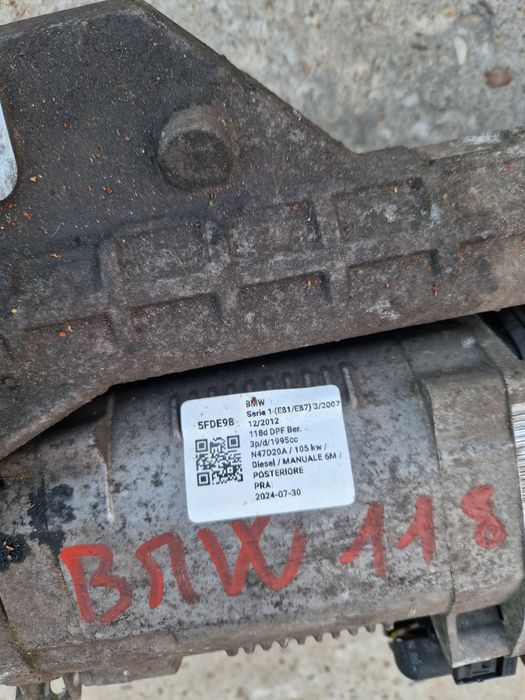 5FDE98
BMW
Serie 1 (E81/E87) 3/2007
12/2012
118d DPF Ber.
3p/d/1995cc
N47D20A / 105 kw /
Diesel / MANUALE 6M /
POSTERIORE
PRA:
2024-07-30
BMW 118